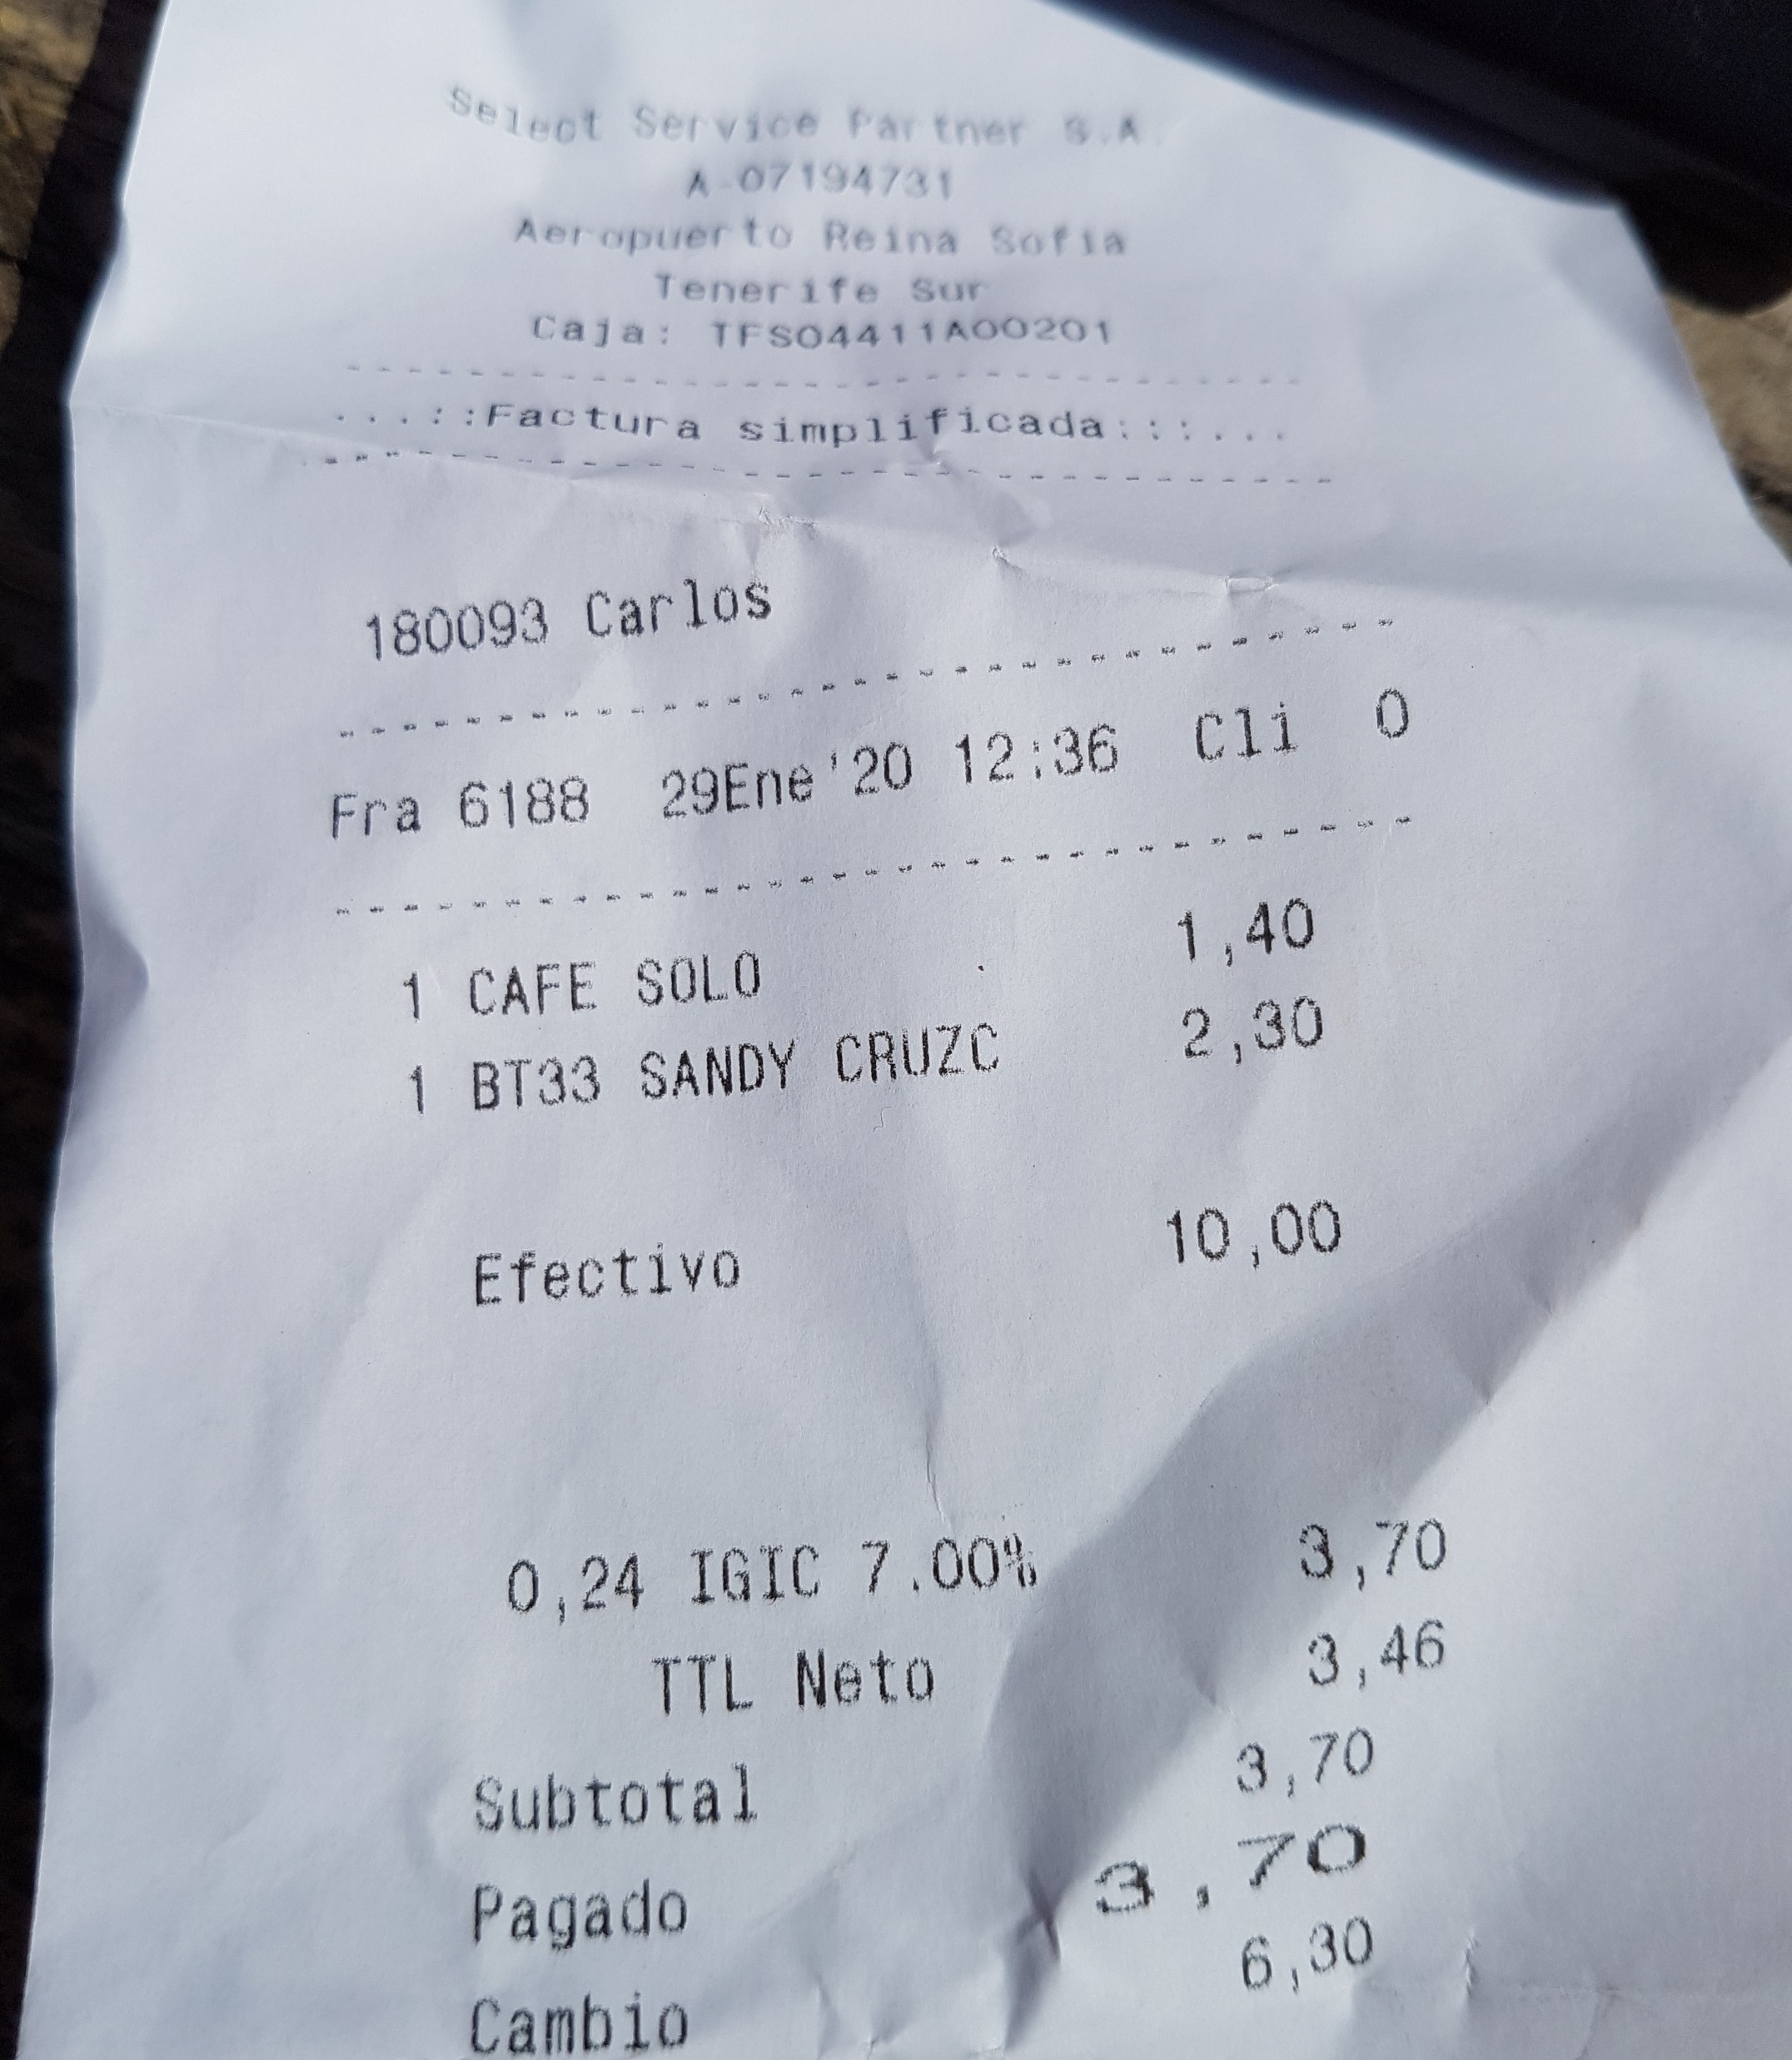 Select Service Partner S.A.
A-07194731
Aeropuerto Reina Sofia
Tenerife Sur
Caja: TFS04411A00201
--------------------------------
...::Factura simplificada:::...
--------------------------------
180093 Carlos
--------------------------------
Fra 6188 29Ene'20 12:36 Cli 0
--------------------------------
1 CAFE SOLO 1,40
1 BT33 SANDY CRUZC 2,30
Efectivo 10,00
0,24 IGIC 7.00% 3,70
TTL Neto 3,46
Subtotal 3,70
Pagado 3,70
Cambio 6,30